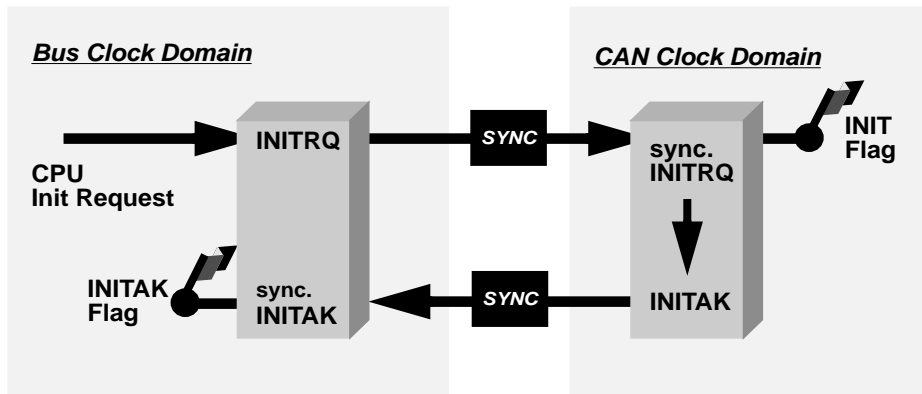 Bus Clock Domain
CAN Clock Domain
INITRQ
SYNC
sync.
INITRQ
INIT
Flag
CPU
Init Request
INITAK
Flag
sync.
INITAK
SYNC
INITAK